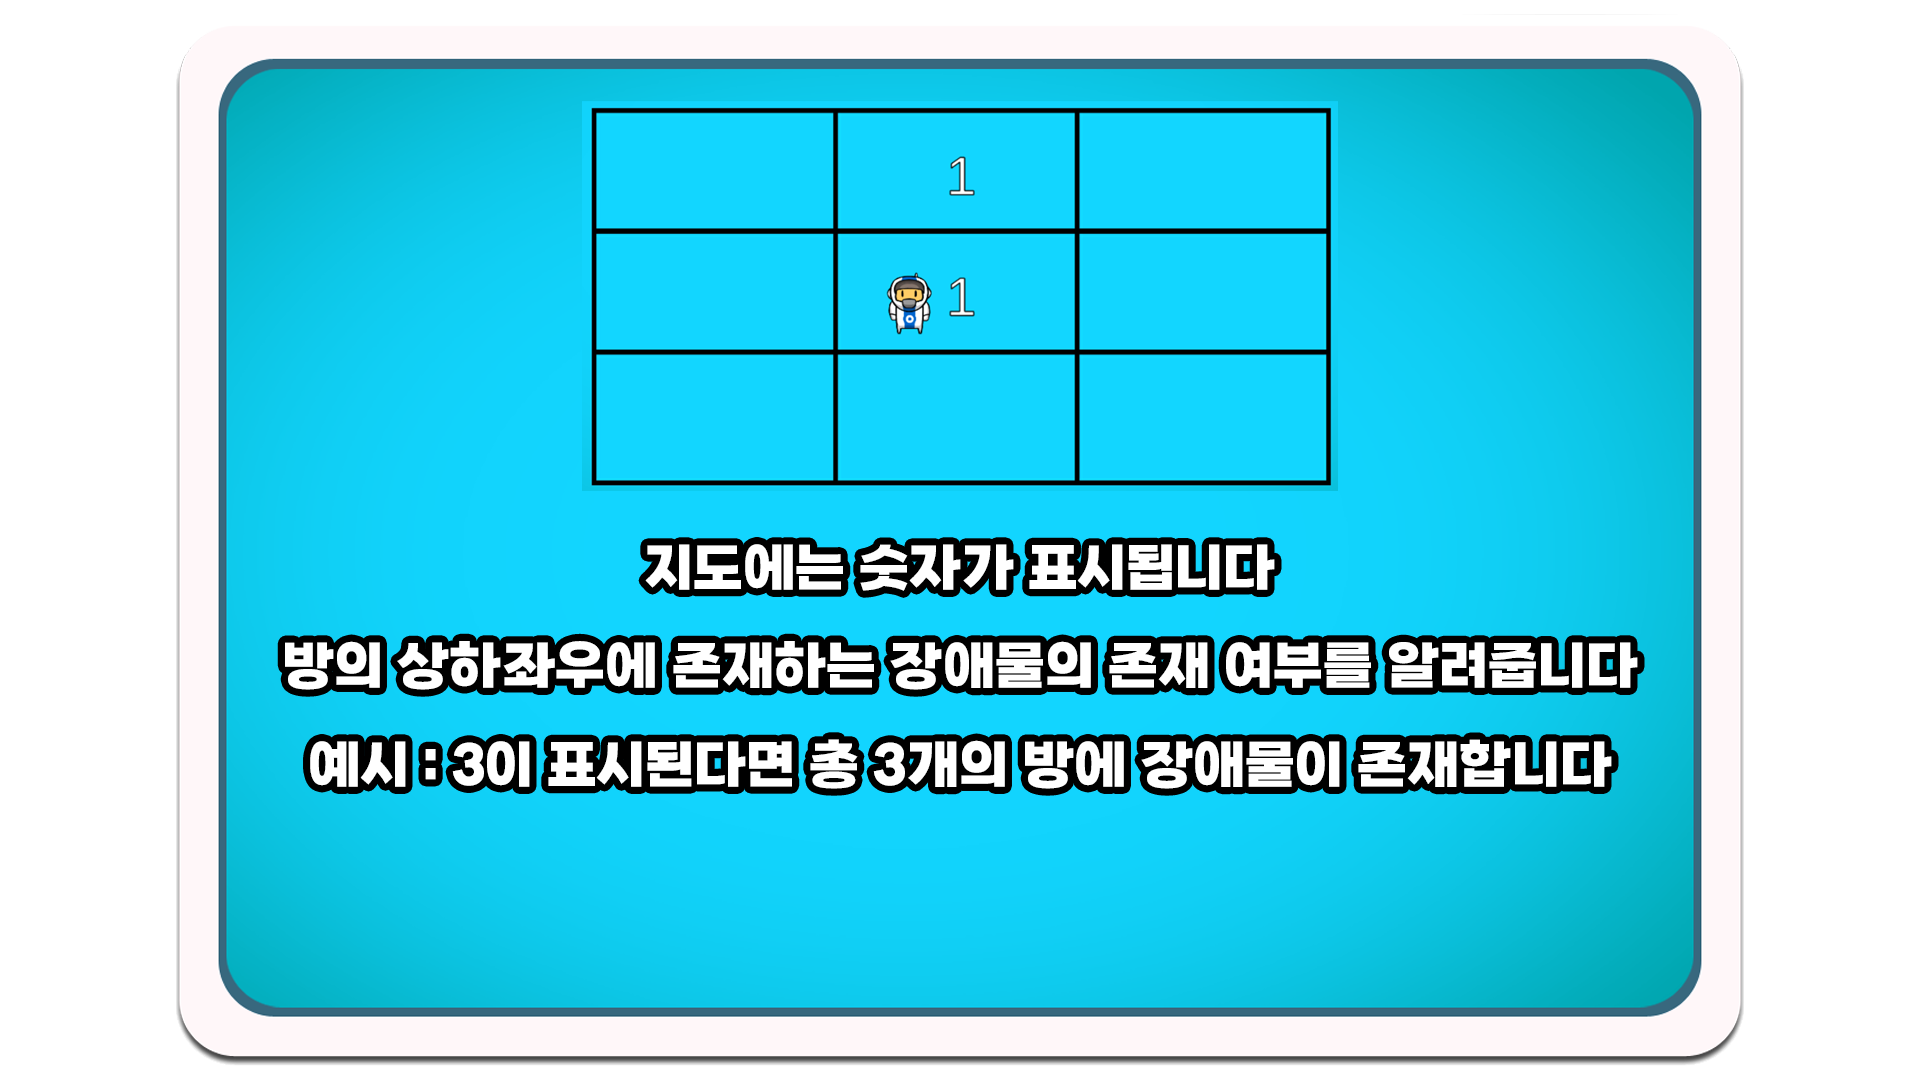 1
1
지도에는 숫자가 표시됩니다
방의 상하좌우에 존재하는 장애물의 존재 여부를 알려줍니다
예시 : 3이 표시된다면 총 3개의 방에 장애물이 존재합니다